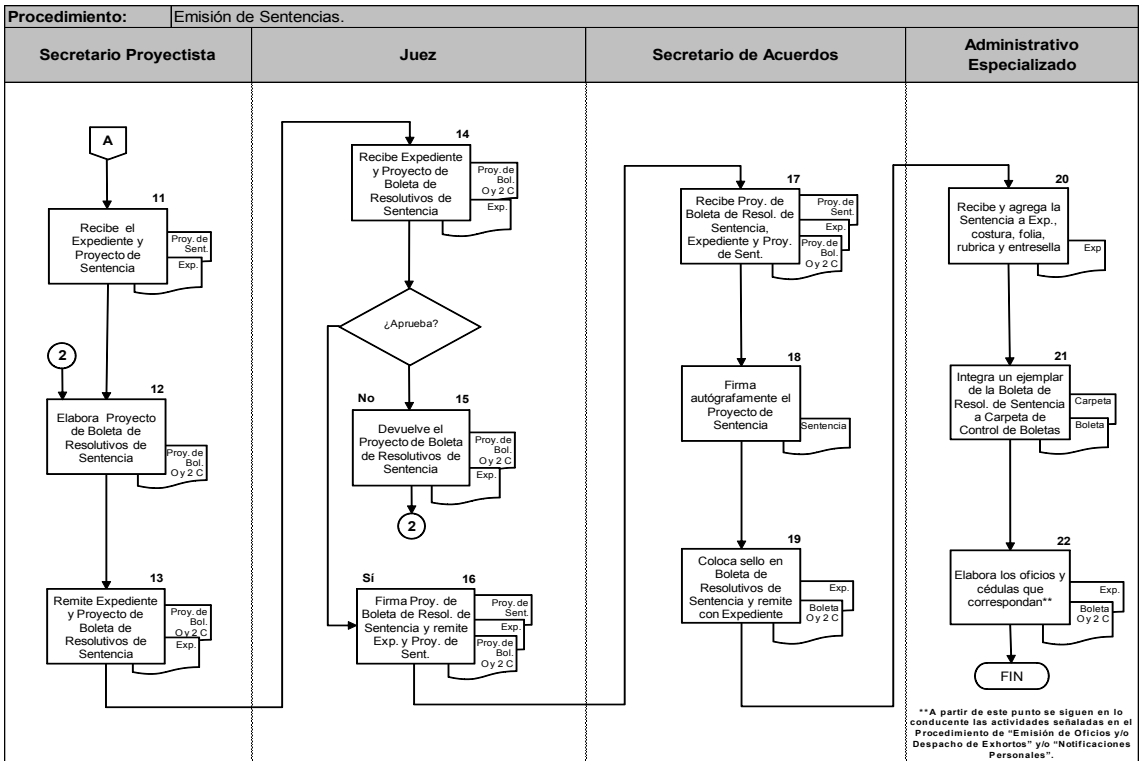 Procedimiento: Emisión de Sentencias.
Secretario Proyectista
Juez
Secretario de Acuerdos
Administrativo
Especializado
A
11
Recibe el
Expediente y
Proyecto de
Sentencia
Proy. de
Sent.
Exp.
2
12
Elabora Proyecto
de Boleta de
Resolutivos de
Sentencia
Proy. de
Bol.
O y 2 C
13
Remite Expediente
y Proyecto de
Boleta de
Resolutivos de
Sentencia
Proy. de
Bol.
O y 2 C
Exp.
14
Recibe Expediente
y Proyecto de
Boleta de
Resolutivos de
Sentencia
Proy. de
Bol.
O y 2 C
Exp.
¿Aprueba?
No
15
Devuelve el
Proyecto de Boleta
de Resolutivos de
Sentencia
Proy. de
Bol.
O y 2 C
Exp.
2
Sí
16
Firma Proy. de
Boleta de Resol. de
Sentencia y remite
Exp. y Proy. de
Sent.
Proy. de
Sent.
Exp.
Proy. de
Bol.
O y 2 C
17
Recibe Proy. de
Boleta de Resol. de
Sentencia,
Expediente y Proy.
de Sent.
Proy. de
Sent.
Exp.
Proy. de
Bol.
O y 2 C
18
Firma
autógrafamente el
Proyecto de
Sentencia
Sentencia
19
Coloca sello en
Boleta de
Resolutivos de
Sentencia y remite
con Expediente
Exp.
Boleta
O y 2 C
20
Recibe y agrega la
Sentencia a Exp.,
costura, folia,
rubrica y entresella
Exp
21
Integra un ejemplar
de la Boleta de
Resol. de Sentencia
a Carpeta de
Control de Boletas
Carpeta
Boleta
22
Elabora los oficios y
cédulas que
correspondan**
Exp.
Boleta
O y 2 C
FIN
**A partir de este punto se siguen en lo
conducente las actividades señaladas en el
Procedimiento de “Emisión de Oficios y/o
Despacho de Exhortos” y/o “Notificaciones
Personales”.